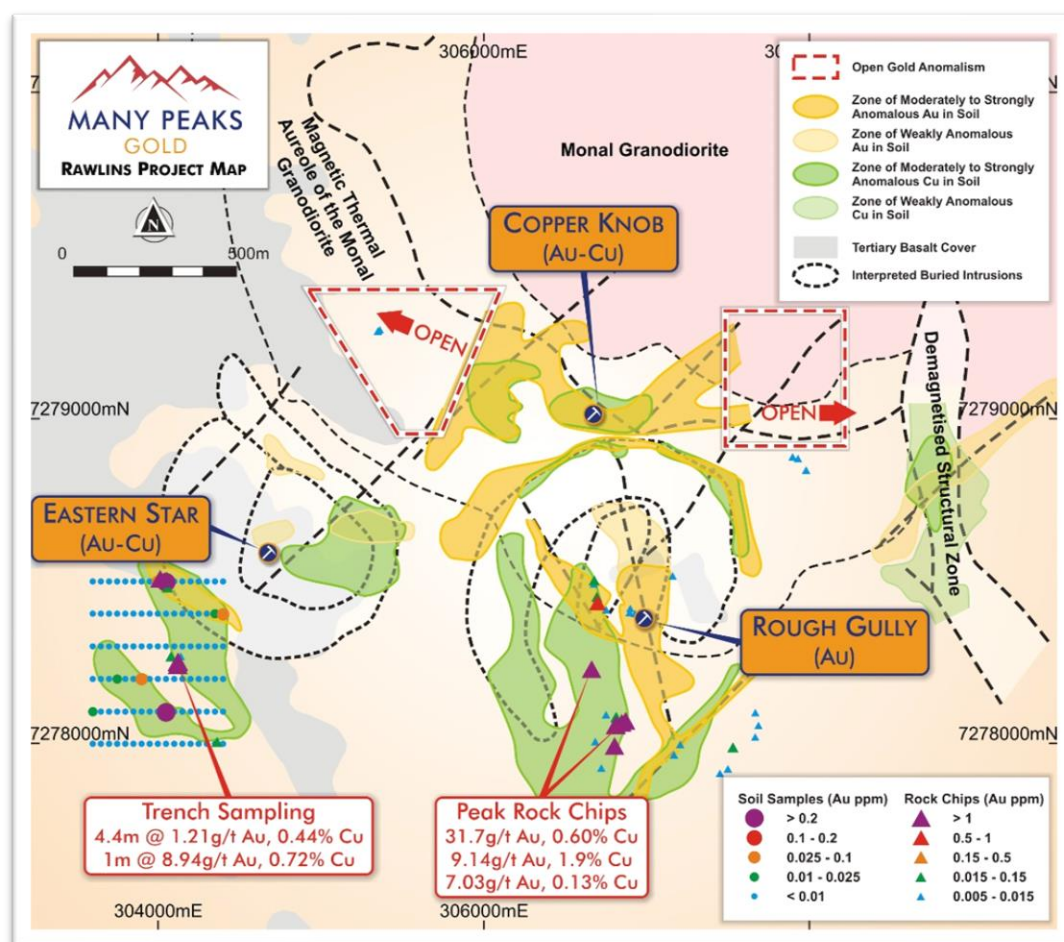 MANY PEAKS
GOLD
RAWLINS PROJECT MAP
N
0
500m
306000mE
Monal Granodiorite
Magnetic Thermal
Aureole of the Monal
Granodiorite
Open Gold Anomalism
Zone of Moderately to Strongly
Anomalous Au in Soil
Zone of Weakly Anomalous
Au in Soil
Zone of Moderately to Strongly
Anomalous Cu in Soil
Zone of Weakly Anomalous
Cu in Soil
Tertiary Basalt Cover
Interpreted Buried Intrusions
COPPER KNOB
(Au-Cu)
OPEN
OPEN
Demagnetised Structural Zone
7279000mN
7279000mN
EASTERN STAR
(Au-Cu)
ROUGH GULLY
(Au)
7278000mN
7278000mN
Trench Sampling
4.4m @ 1.21g/t Au, 0.44% Cu
1m @ 8.94g/t Au, 0.72% Cu
Peak Rock Chips
31.7g/t Au, 0.60% Cu
9.14g/t Au, 1.9% Cu
7.03g/t Au, 0.13% Cu
Soil Samples (Au ppm)
> 0.2
0.1 - 0.2
0.025 - 0.1
0.01 - 0.025
< 0.01
Rock Chips (Au ppm)
> 1
0.5 - 1
0.15 - 0.5
0.015 - 0.15
0.005 - 0.015
304000mE
306000mE